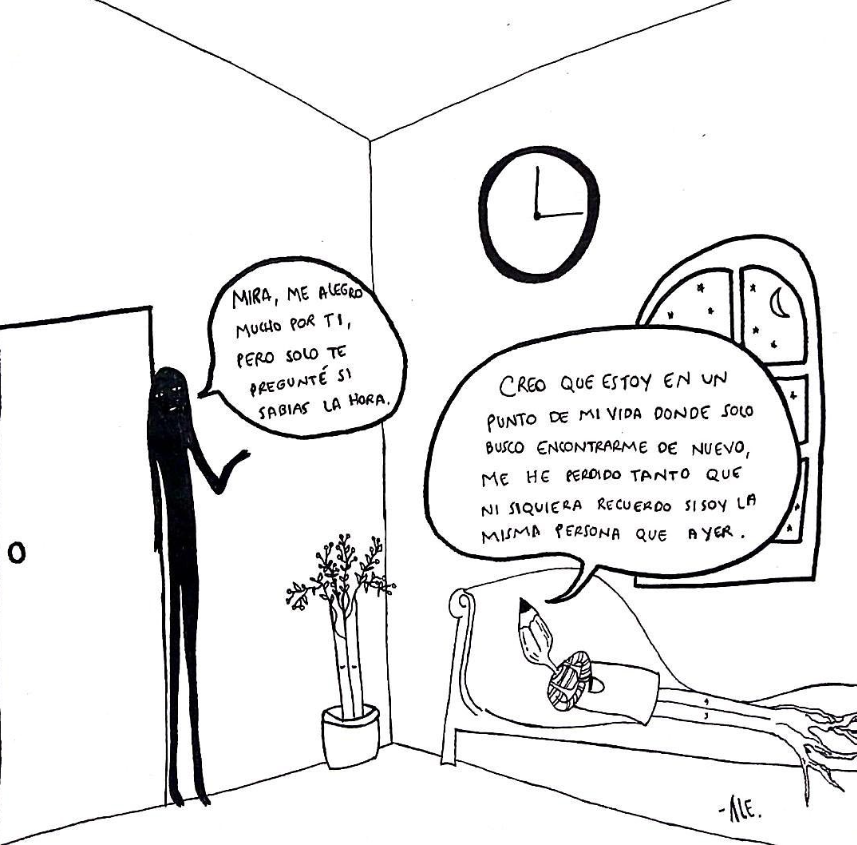 CREO QUE ESTOY EN UN
PUNTO DE MI VIDA DONDE SOLO
BUSCO ENCONTRARME DE NUEVO,
ME HE PERDIDO TANTO QUE
NI SIQUIERA RECUERDO SI SOY LA
MISMA PERSONA QUE AYER.
MIRA, ME ALEGRO
MUCHO POR TI,
PERO SOLO TE
PREGUNTÉ SI
SABIAS LA HORA.
-ALE.